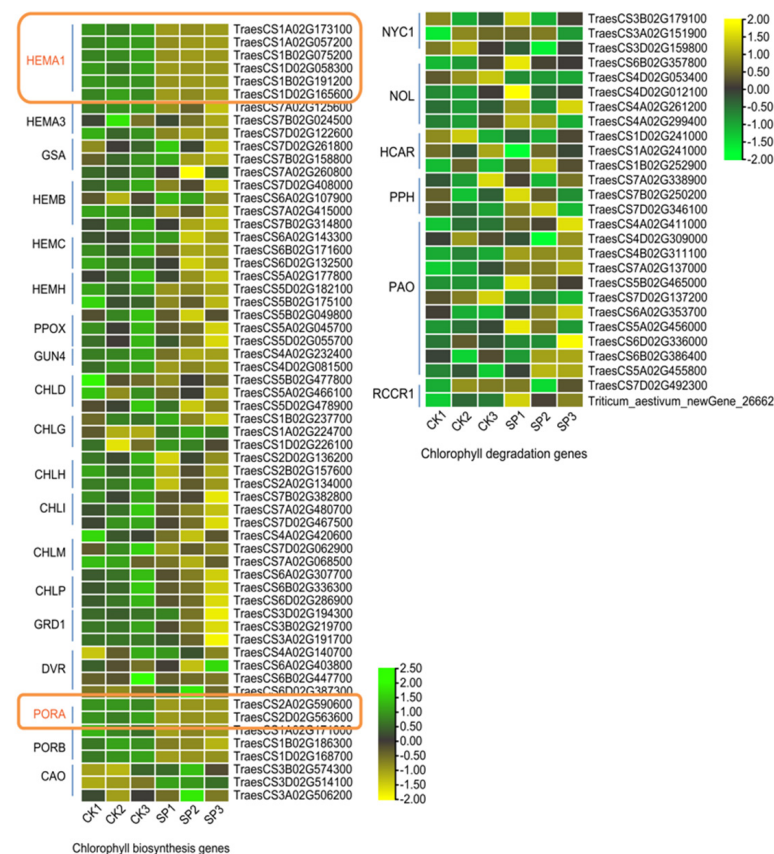 HEMA1
TraesCS1A02G173100
TraesCS1A02G057200
TraesCS1B02G075200
TraesCS1D02G058300
TraesCS1B02G191200
TraesCS1D02G165600
HEMA3
TraesCS7A02G125600
TraesCS7B02G024500
TraesCS7D02G122600
GSA
TraesCS7D02G261800
TraesCS7B02G158800
TraesCS7A02G260800
HEMB
TraesCS7D02G408000
TraesCS6A02G107900
TraesCS7A02G415000
HEMC
TraesCS7B02G314800
TraesCS6A02G143300
TraesCS6B02G171600
TraesCS6D02G132500
HEMH
TraesCS5A02G177800
TraesCS5D02G182100
TraesCS5B02G175100
PPOX
TraesCS5B02G049800
TraesCS5A02G045700
TraesCS5D02G055700
GUN4
TraesCS4A02G232400
TraesCS4D02G081500
CHLD
TraesCS5B02G477800
TraesCS5A02G466100
TraesCS5D02G478900
CHLG
TraesCS1B02G237700
TraesCS1A02G224700
TraesCS1D02G226100
CHLH
TraesCS2D02G136200
TraesCS2B02G157600
TraesCS2A02G134000
CHLI
TraesCS7B02G382800
TraesCS7A02G480700
TraesCS7D02G467500
CHLM
TraesCS4A02G420600
TraesCS7D02G062900
TraesCS7A02G068500
CHLP
TraesCS6A02G307700
TraesCS6B02G336300
TraesCS6D02G286900
GRD1
TraesCS3D02G194300
TraesCS3B02G219700
TraesCS3A02G191700
DVR
TraesCS4A02G140700
TraesCS6A02G403800
TraesCS6B02G447700
TraesCS6D02G387300
PORA
TraesCS2A02G590600
TraesCS2D02G563600
PORB
TraesCS1A02G171000
TraesCS1B02G186300
TraesCS1D02G168700
CAO
TraesCS3B02G574300
TraesCS3D02G514100
TraesCS3A02G506200
CK1 CK2 CK3 SP1 SP2 SP3
Chlorophyll biosynthesis genes
2.50
2.00
1.50
1.00
0.50
0.00
-0.50
-1.00
-1.50
-2.00
NYC1
TraesCS3B02G179100
TraesCS3A02G151900
TraesCS3D02G159800
NOL
TraesCS6B02G357800
TraesCS4D02G053400
TraesCS4D02G012100
TraesCS4A02G261200
TraesCS4A02G299400
HCAR
TraesCS1D02G241000
TraesCS1A02G241000
TraesCS1B02G252900
PPH
TraesCS7A02G338900
TraesCS7B02G250200
TraesCS7D02G346100
PAO
TraesCS4A02G411000
TraesCS4D02G309000
TraesCS4B02G311100
TraesCS7A02G137000
TraesCS5B02G465000
TraesCS7D02G137200
TraesCS6A02G353700
TraesCS5A02G456000
TraesCS6D02G336000
TraesCS6B02G386400
TraesCS5A02G455800
RCCR1
TraesCS7D02G492300
Triticum_aestivum_newGene_26662
CK1 CK2 CK3 SP1 SP2 SP3
Chlorophyll degradation genes
2.00
1.50
1.00
0.50
0.00
-0.50
-1.00
-1.50
-2.00